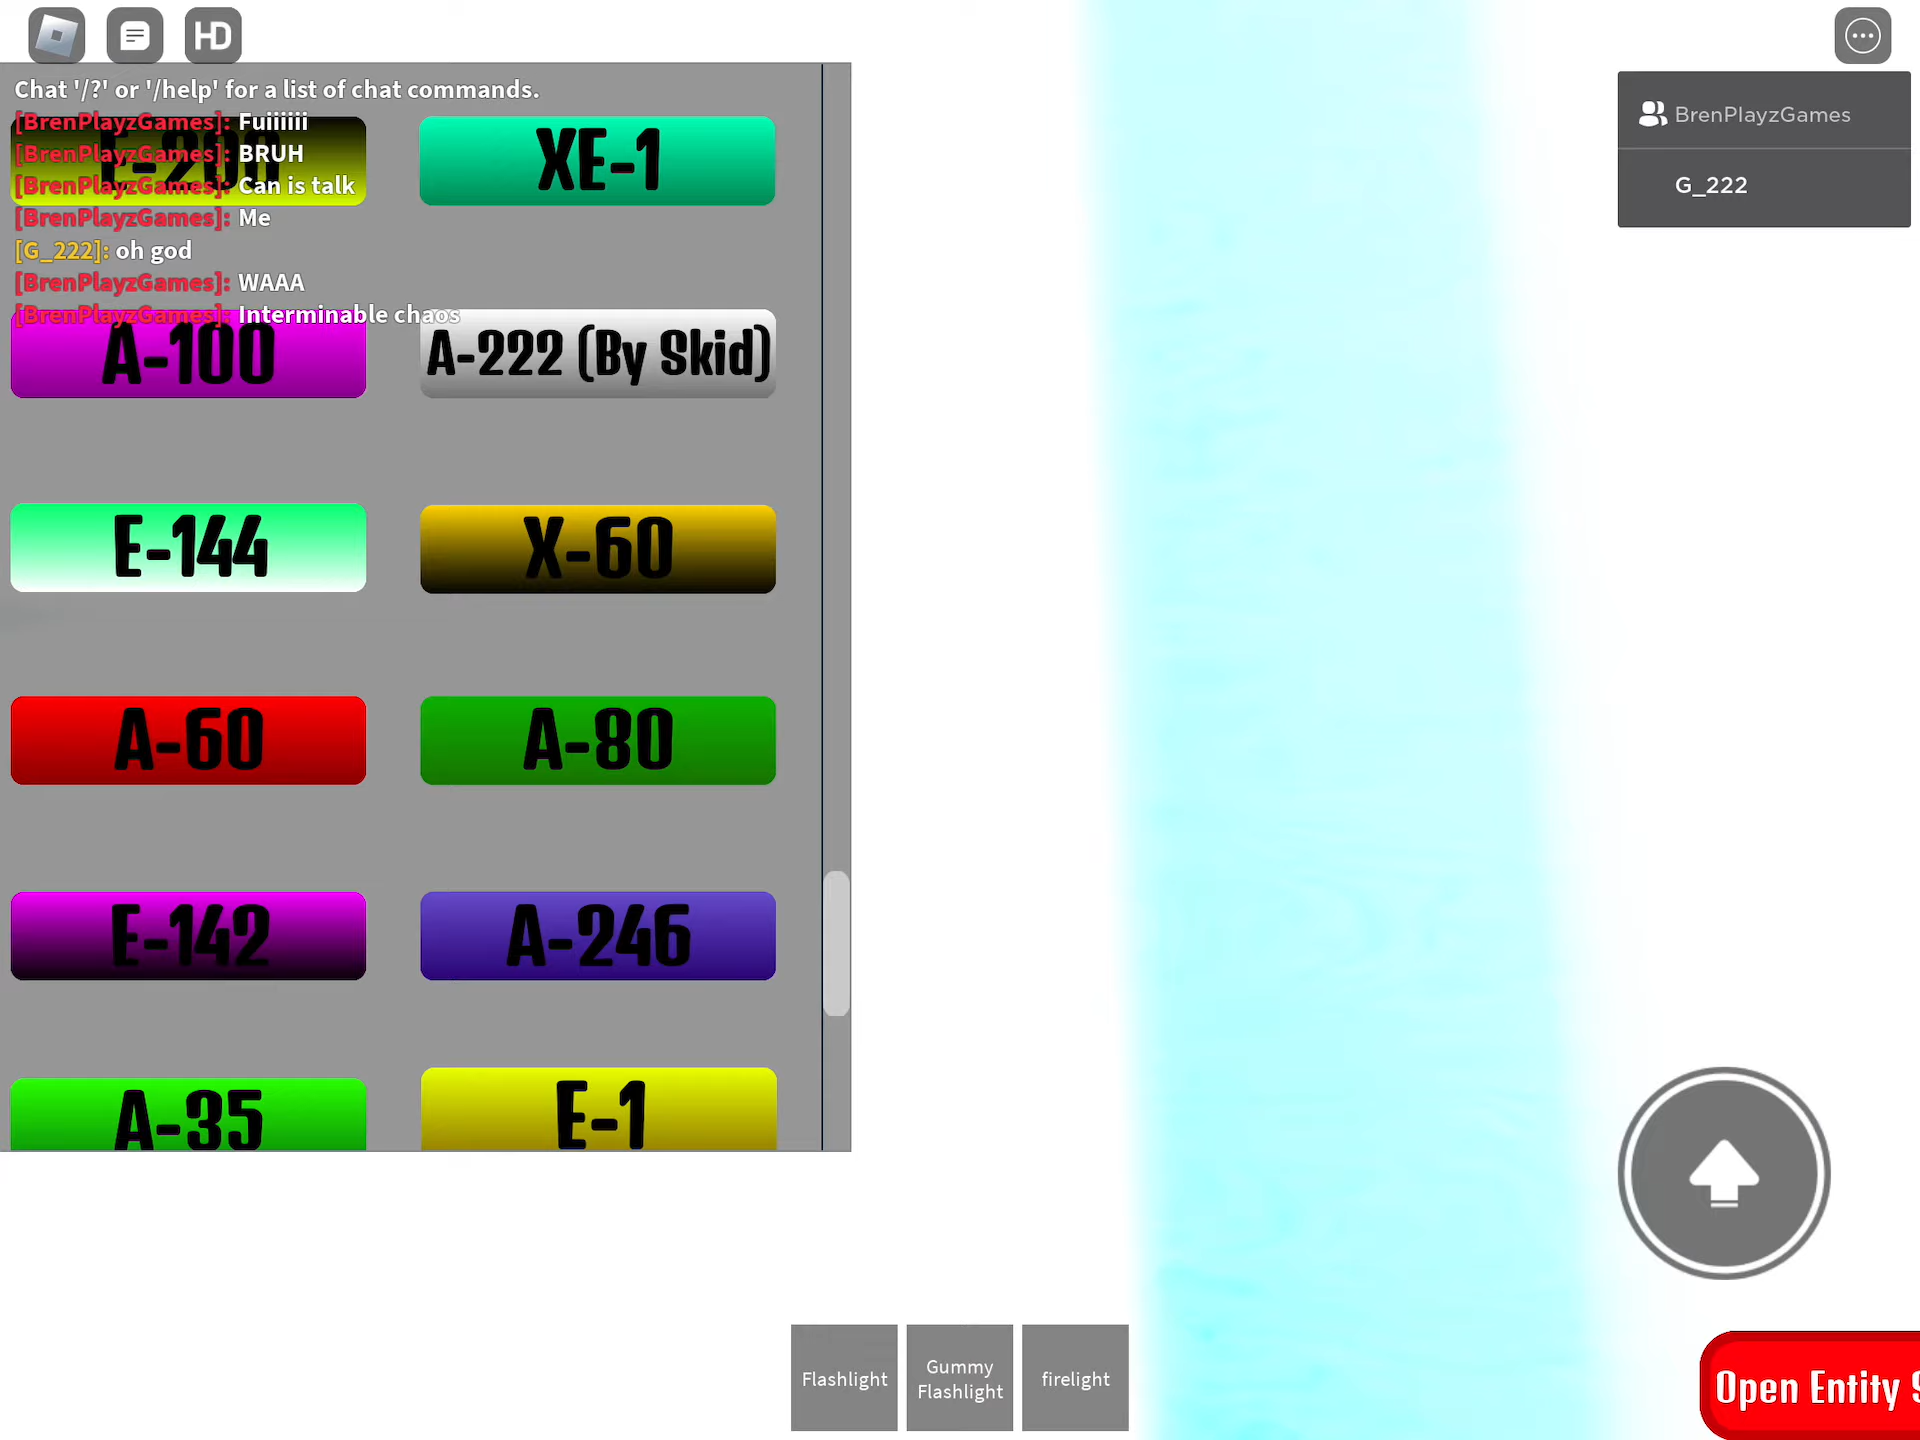 HD
Chat '/?' or '/help' for a list of chat commands.
[BrenPlayzGames]: Fuiiiiii
[BrenPlayzGames]: BRUH
[BrenPlayzGames]: Can is talk
[BrenPlayzGames]: Me
[G_222]: oh god
[BrenPlayzGames]: WAAA
[BrenPlayzGames]: Interminable chaos
E-200
XE-1
A-100
A-222 (By Skid)
E-144
X-60
A-60
A-80
E-142
A-246
A-35
E-1
BrenPlayzGames
G_222
Flashlight
Gummy
Flashlight
firelight
Open Entity